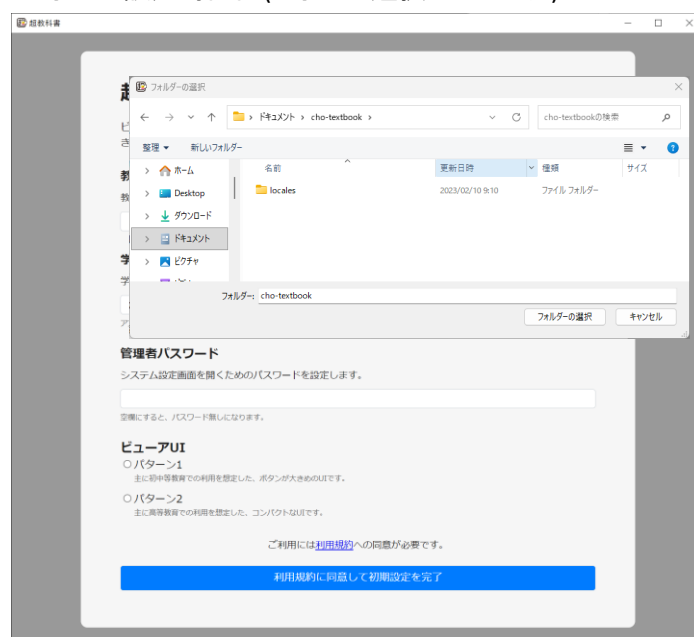 超教科書
超
フォルダーの選択
ドキュメント › cho-textbook ›
cho-textbookの検索
整理 新しいフォルダー
名前 更新日時 種類 サイズ
ホーム
Desktop
ダウンロード
ドキュメント
ピクチャ
locales 2023/02/10 9:10 ファイル フォルダー
フォルダー: cho-textbook
フォルダーの選択 キャンセル
ビ
き
教
教
学
学
ア
管理者パスワード
システム設定画面を開くためのパスワードを設定します。
空欄にすると、パスワード無しになります。
ビューアUI
パターン1
主に初中等教育での利用を想定した、ボタンが大きめのUIです。
パターン2
主に高等教育での利用を想定した、コンパクトなUIです。
ご利用には利用規約への同意が必要です。
利用規約に同意して初期設定を完了